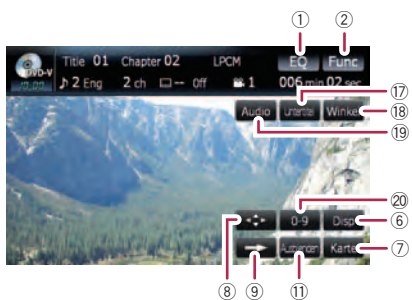 ① ②
Title 01 Chapter 02 LPCM EQ Func
DVD-V
♪ 2 Eng 2 ch -- Off 1 006 min 02 sec
⑰
Audio Untertitel Winkel ⑱
⑲
⑳
0-9 Disp ⑥
Ausblenden Karte ⑦
⑧ ⑨ ⑪